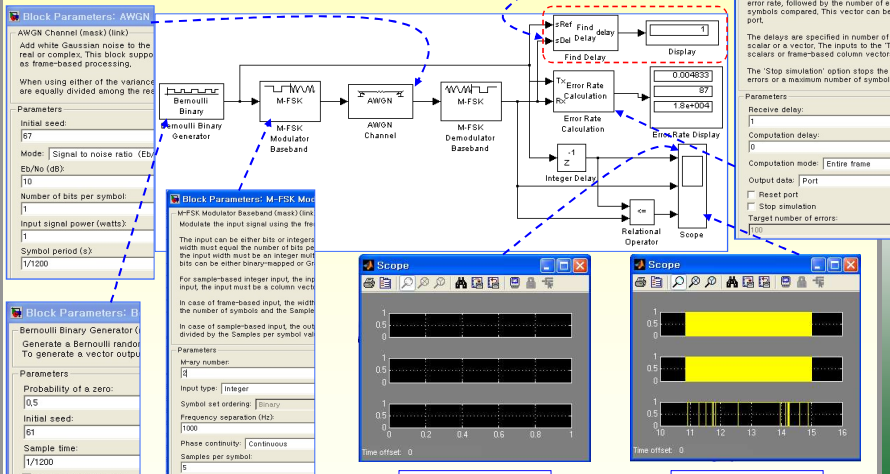 Block Parameters: AWGN
AWGN Channel (mask) (link)
Add white Gaussian noise to the
real or complex, This block suppo
as frame-based processing,
When using either of the variance
are equally divided among the rea
Parameters
Initial seed:
67
Mode: Signal to noise ratio (Eb/
Eb/No (dB):
10
Number of bits per symbol:
1
Input signal power (watts):
1
Symbol period (s):
1/1200
Block Parameters: B
Bernoulli Binary Generator (
Generate a Bernoulli random
To generate a vector outpu
Parameters
Probability of a zero:
0,5
Initial seed:
61
Sample time:
1/1200
Bernoulli
Binary
Bernoulli Binary
Generator
M-FSK
M-FSK
Modulator
Baseband
AWGN
AWGN
Channel
M-FSK
M-FSK
Demodulator
Baseband
sRef
sDel
Find
Delay
delay
Find Delay
1
Display
Tx
Rx
Error Rate
Calculation
Error Rate
Calculation
0.004833
87
1.8e+004
Error Rate Display
-1
Z
Integer Delay
<=
Relational
Operator
Scope
Block Parameters: M-FSK Mod
M-FSK Modulator Baseband (mask) (link
Modulate the input signal using the fre
The input can be either bits or integers
width must equal the number of bits pe
the input width must be an integer mult
bits can be either binary-mapped or Gr
For sample-based integer input, the inp
input, the input must be a column vecto
In case of frame-based input, the width
the number of symbols and the Sample
In case of sample-based input, the out
divided by the Samples per symbol val
Parameters
M-ary number:
2
Input type: Integer
Symbol set ordering: Binary
Frequency separation (Hz):
1000
Phase continuity: Continuous
Samples per symbol:
5
Scope
1
0.5
0
1
0.5
0
1
0.5
0
0 0.2 0.4 0.6 0.8 1
Time offset: 0
Scope
1
0.5
0
1
0.5
0
1
0.5
0
10 11 12 13 14 15 16
Time offset: 0
error rate, followed by the number of e
symbols compared, This vector can be
port,
The delays are specified in number of
scalar or a vector, The inputs to the 'T
scalars or frame-based column vector
The 'Stop simulation' option stops the
errors or a maximum number of symbol
Parameters
Receive delay:
1
Computation delay:
0
Computation mode: Entire frame
Output data: Port
Reset port
Stop simulation
Target number of errors:
100